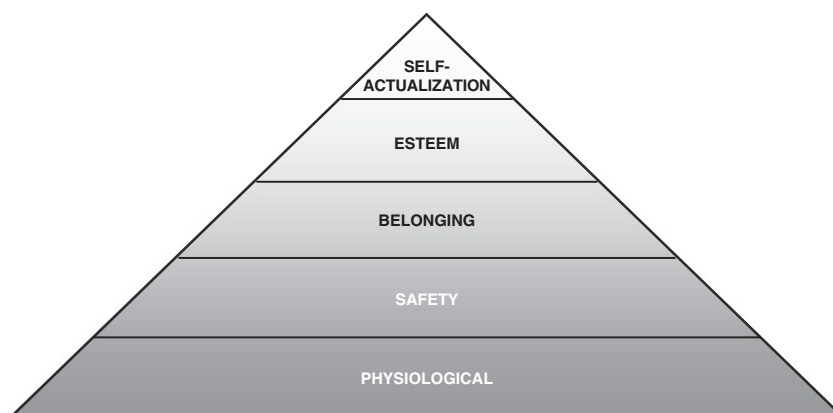 SELF-
ACTUALIZATION
ESTEEM
BELONGING
SAFETY
PHYSIOLOGICAL